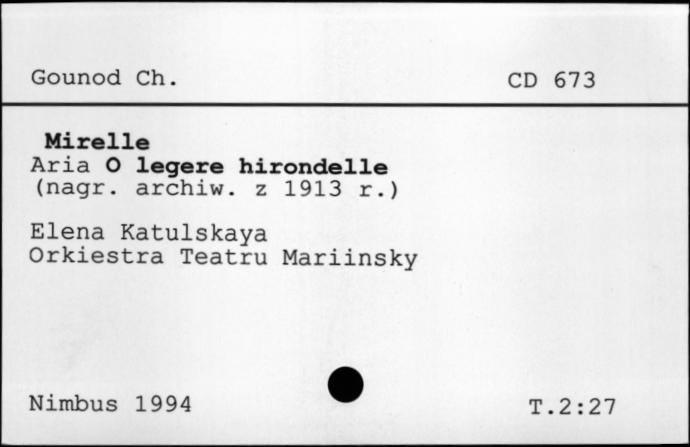 Gounod Ch. CD 673
Mirelle
Aria O legere hirondelle
(nagr. archiw. z 1913 r.)
Elena Katulskaya
Orkiestra Teatru Mariinsky
Nimbus 1994 T.2:27